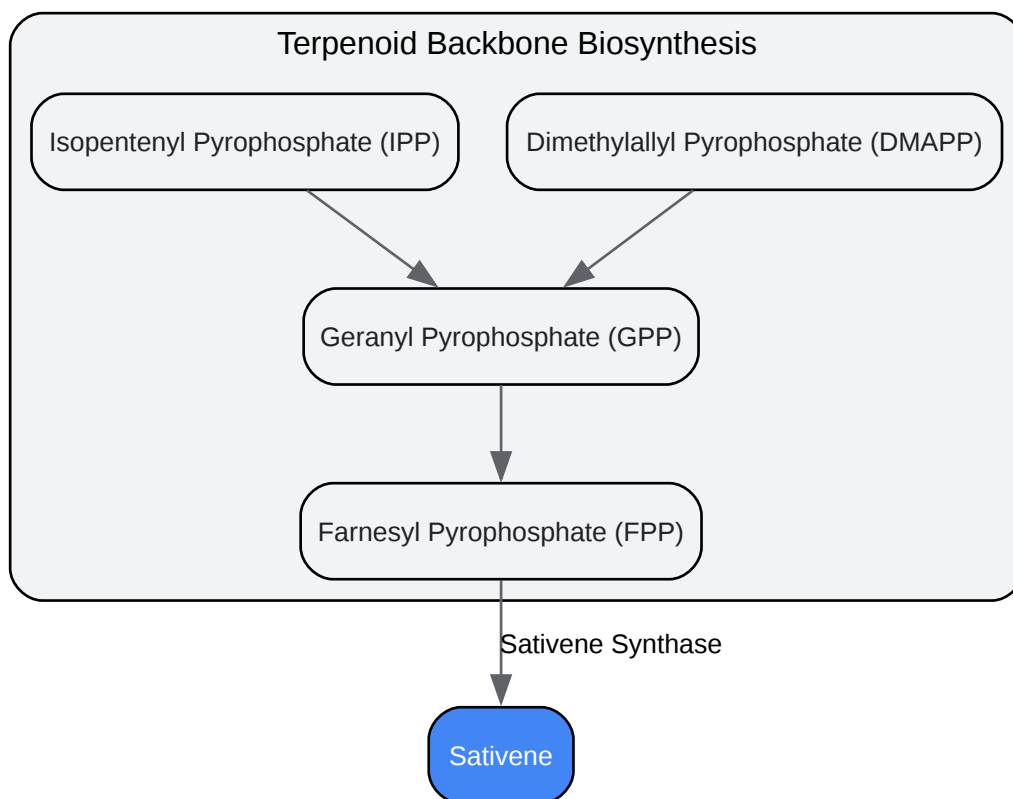 Terpenoid Backbone Biosynthesis
Isopentenyl Pyrophosphate (IPP)
Dimethylallyl Pyrophosphate (DMAPP)
Geranyl Pyrophosphate (GPP)
Farnesyl Pyrophosphate (FPP)
Sativene Synthase
Sativene